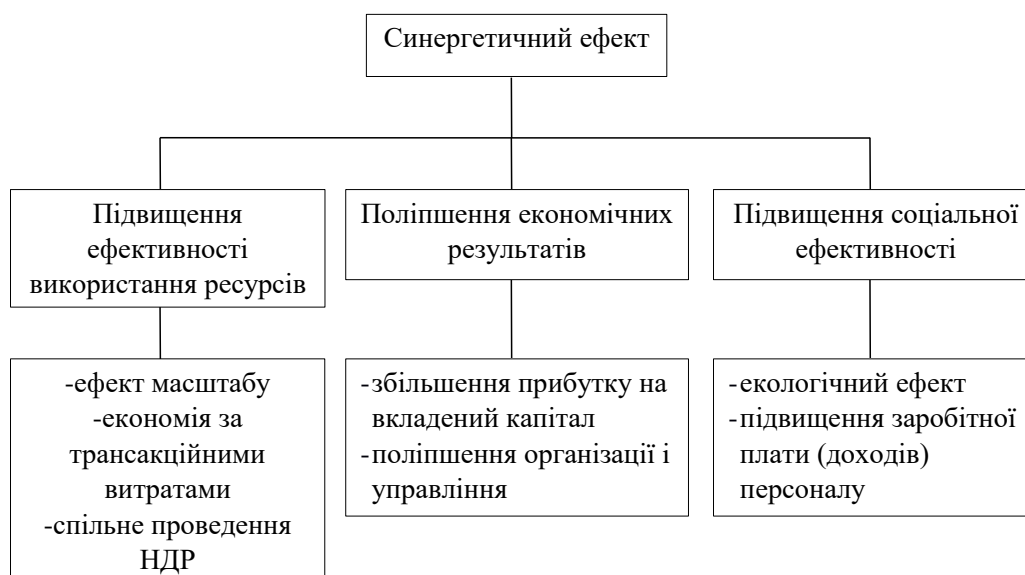 Синергетичний ефект
Підвищення
ефективності
використання ресурсів
Поліпшення економічних
результатів
Підвищення соціальної
ефективності
-ефект масштабу
-економія за
трансакційними
витратами
-спільне проведення
НДР
-збільшення прибутку на
вкладений капітал
-поліпшення організації і
управління
-екологічний ефект
-підвищення заробітної
плати (доходів)
персоналу